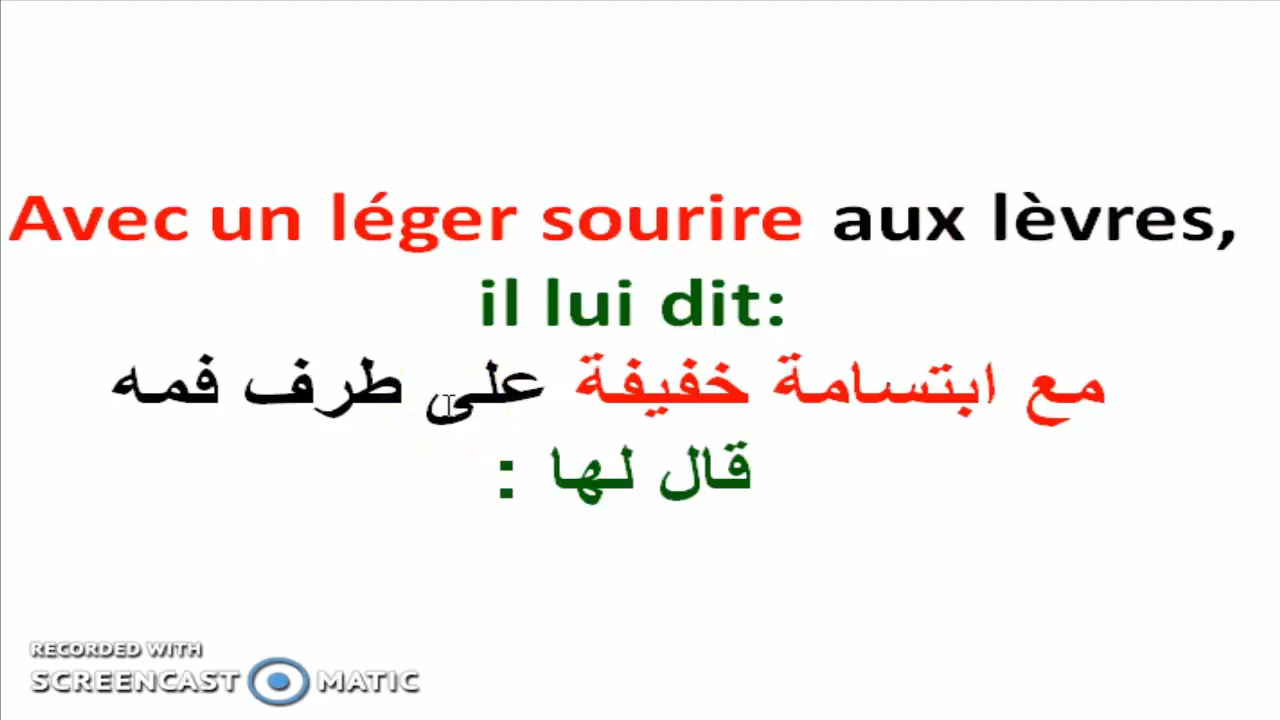 Avec un léger sourire aux lèvres,
il lui dit:
مع ابتسامة خفيفة على طرف فمه
قال لها :
RECORDED WITH
SCREENCAST MATIC